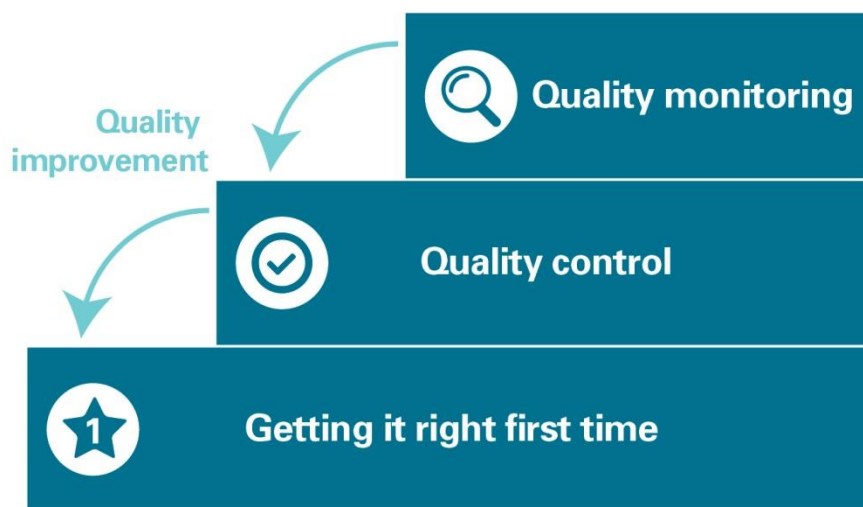 Quality monitoring
Quality
improvement
Quality control
1
Getting it right first time